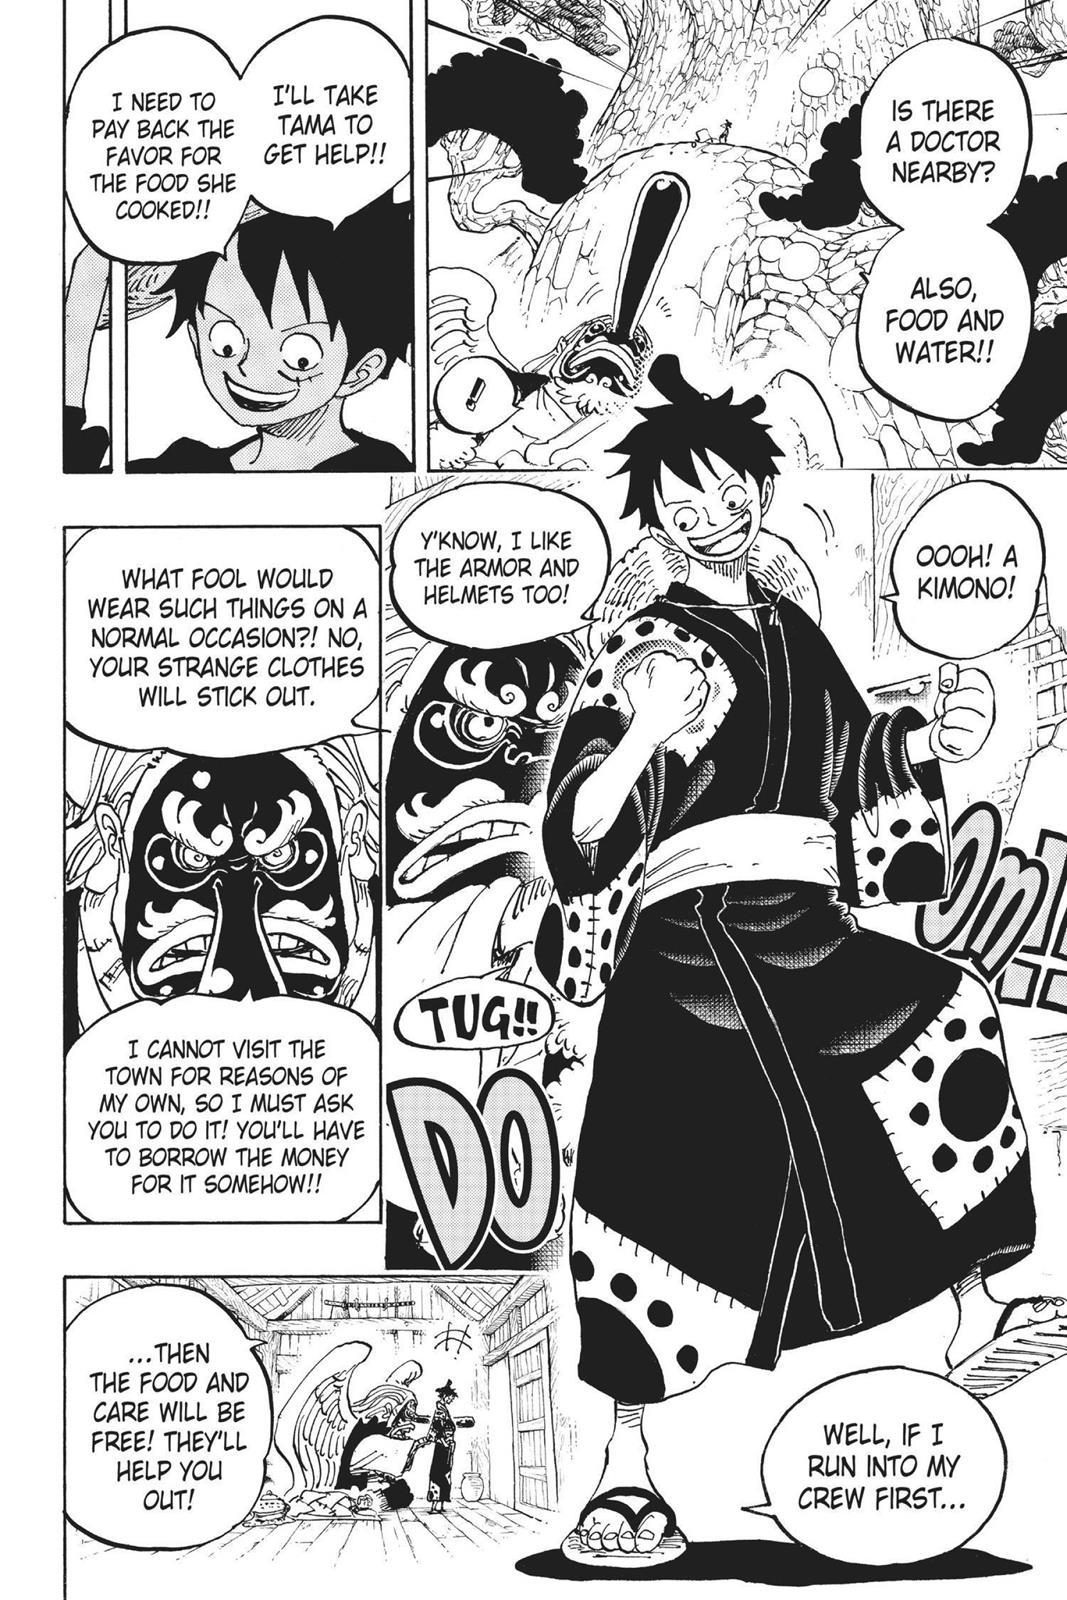 IS THERE
A DOCTOR
NEARBY?
ALSO,
FOOD AND
WATER!!
!
I'LL TAKE
TAMA TO
GET HELP!!
I NEED TO
PAY BACK THE
FAVOR FOR
THE FOOD SHE
COOKED!!
OOOH! A
KIMONO!
Y'KNOW, I LIKE
THE ARMOR AND
HELMETS TOO!
TUG!!
DO
WHAT FOOL WOULD
WEAR SUCH THINGS ON A
NORMAL OCCASION?! NO,
YOUR STRANGE CLOTHES
WILL STICK OUT.
I CANNOT VISIT THE
TOWN FOR REASONS OF
MY OWN, SO I MUST ASK
YOU TO DO IT! YOU'LL HAVE
TO BORROW THE MONEY
FOR IT SOMEHOW!!
WELL, IF I
RUN INTO MY
CREW FIRST...
...THEN
THE FOOD AND
CARE WILL BE
FREE! THEY'LL
HELP YOU
OUT!